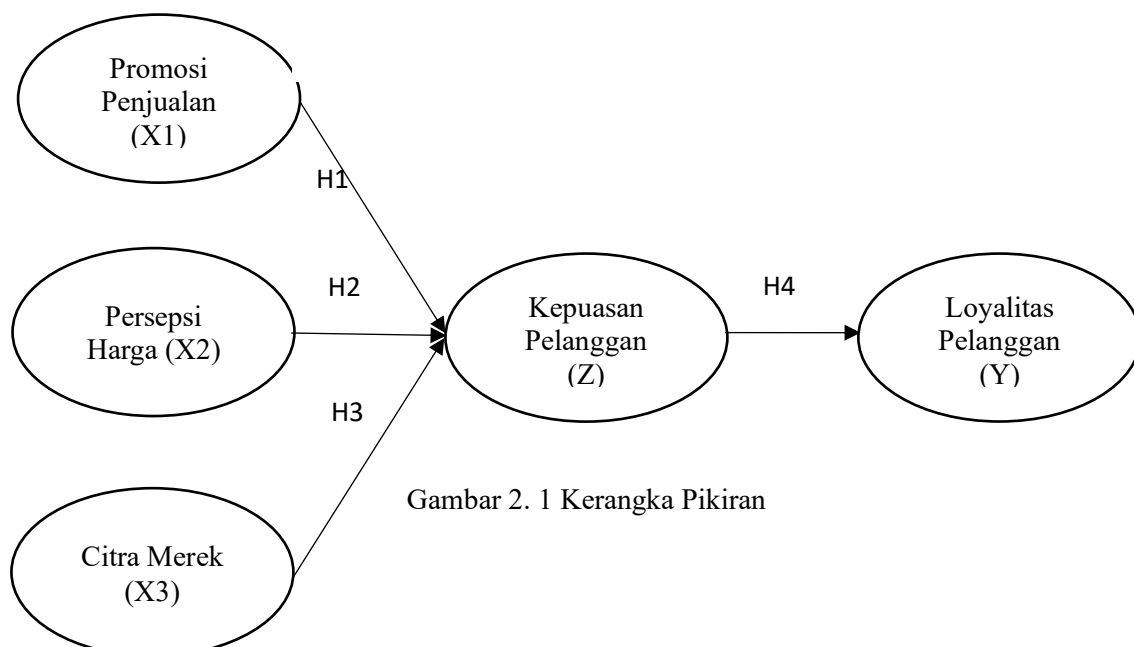 Promosi
Penjualan
(X1)
H1
Persepsi
Harga (X2)
H2
Kepuasan
Pelanggan
(Z)
H4
Loyalitas
Pelanggan
(Y)
H3
Gambar 2. 1 Kerangka Pikiran
Citra Merek
(X3)